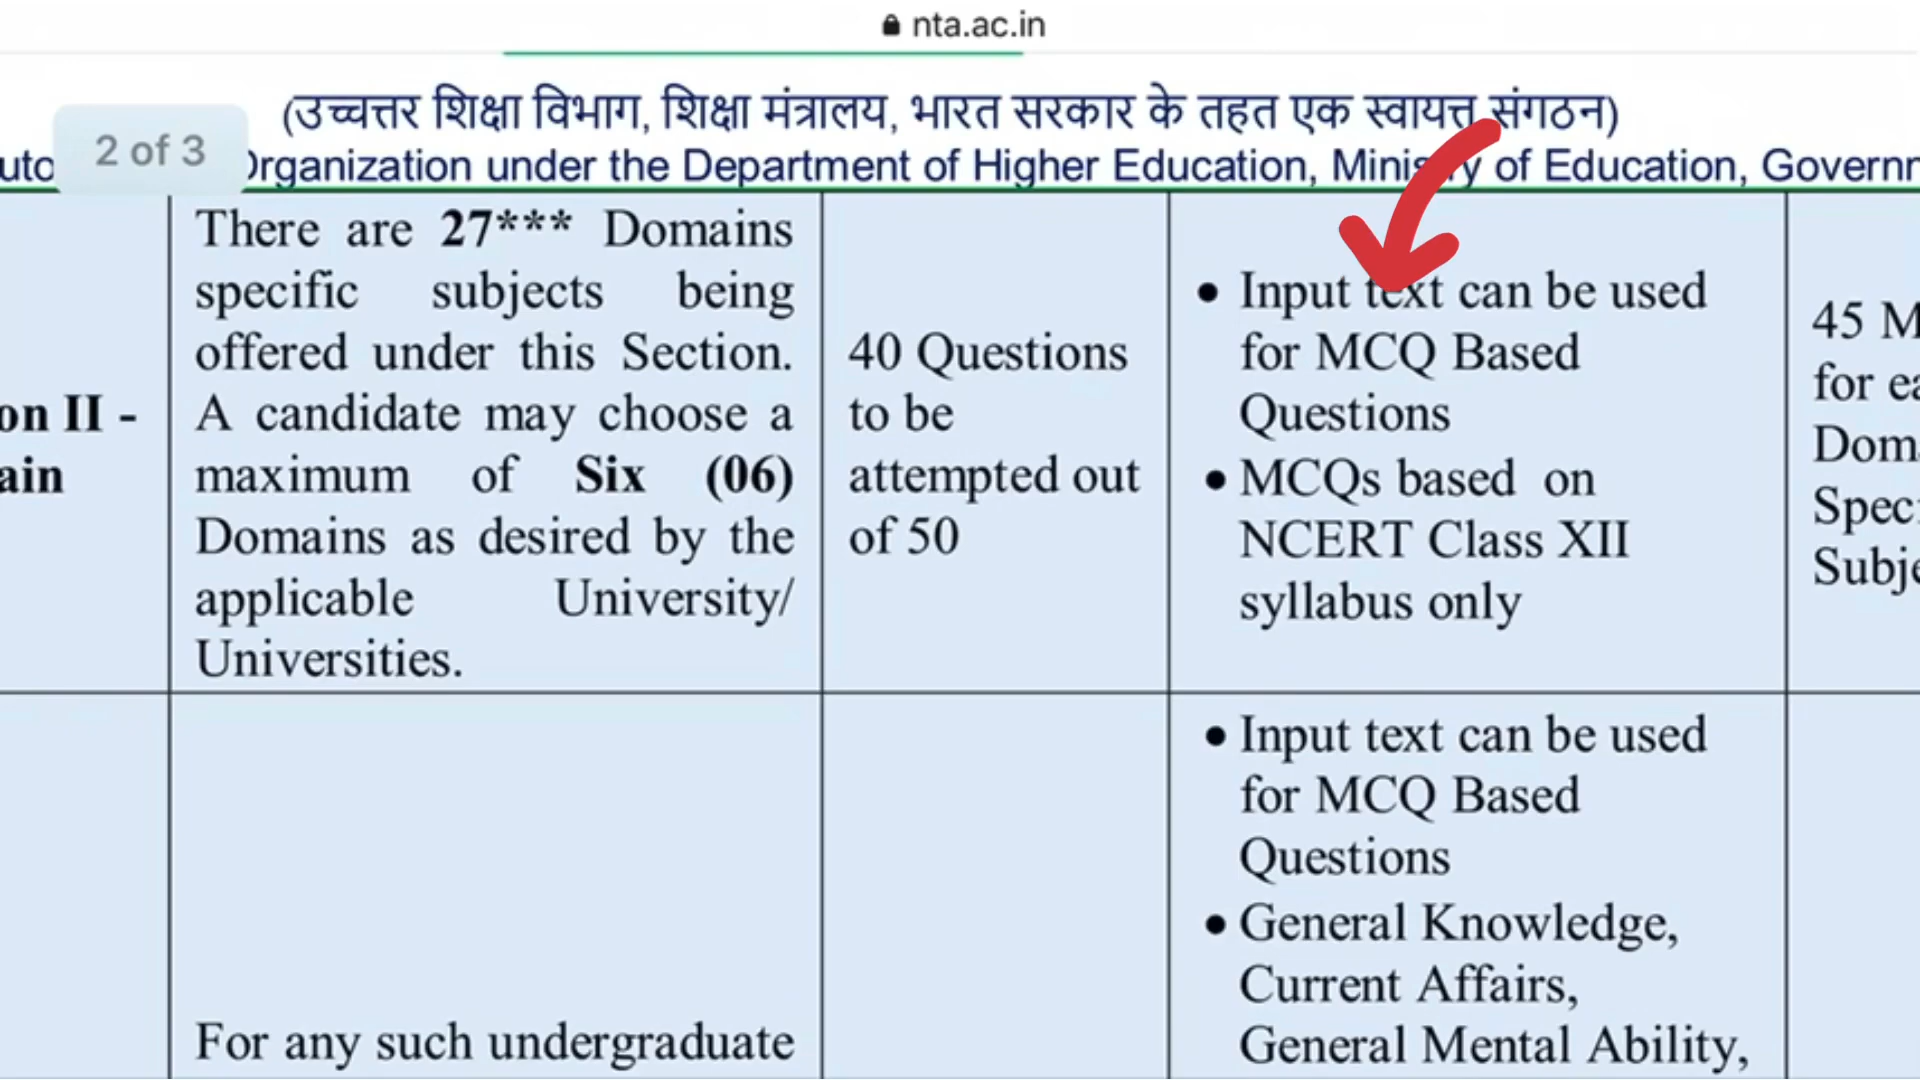 nta.ac.in
(उच्चत्तर शिक्षा विभाग, शिक्षा मंत्रालय, भारत सरकार के तहत एक स्वायत्त संगठन)
2 of 3
Organization under the Department of Higher Education, Ministry of Education,
There are 27*** Domains
specific subjects being
offered under this Section.
A candidate may choose a
maximum of Six (06)
Domains as desired by the
applicable University/
Universities.
40 Questions
to be
attempted out
of 50
• Input text can be used
for MCQ Based
Questions
• MCQs based on
NCERT Class XII
syllabus only
45 M
for ea
Dom
Speci
Subje
on II -
ain
For any such undergraduate
• Input text can be used
for MCQ Based
Questions
• General Knowledge,
Current Affairs,
General Mental Ability,